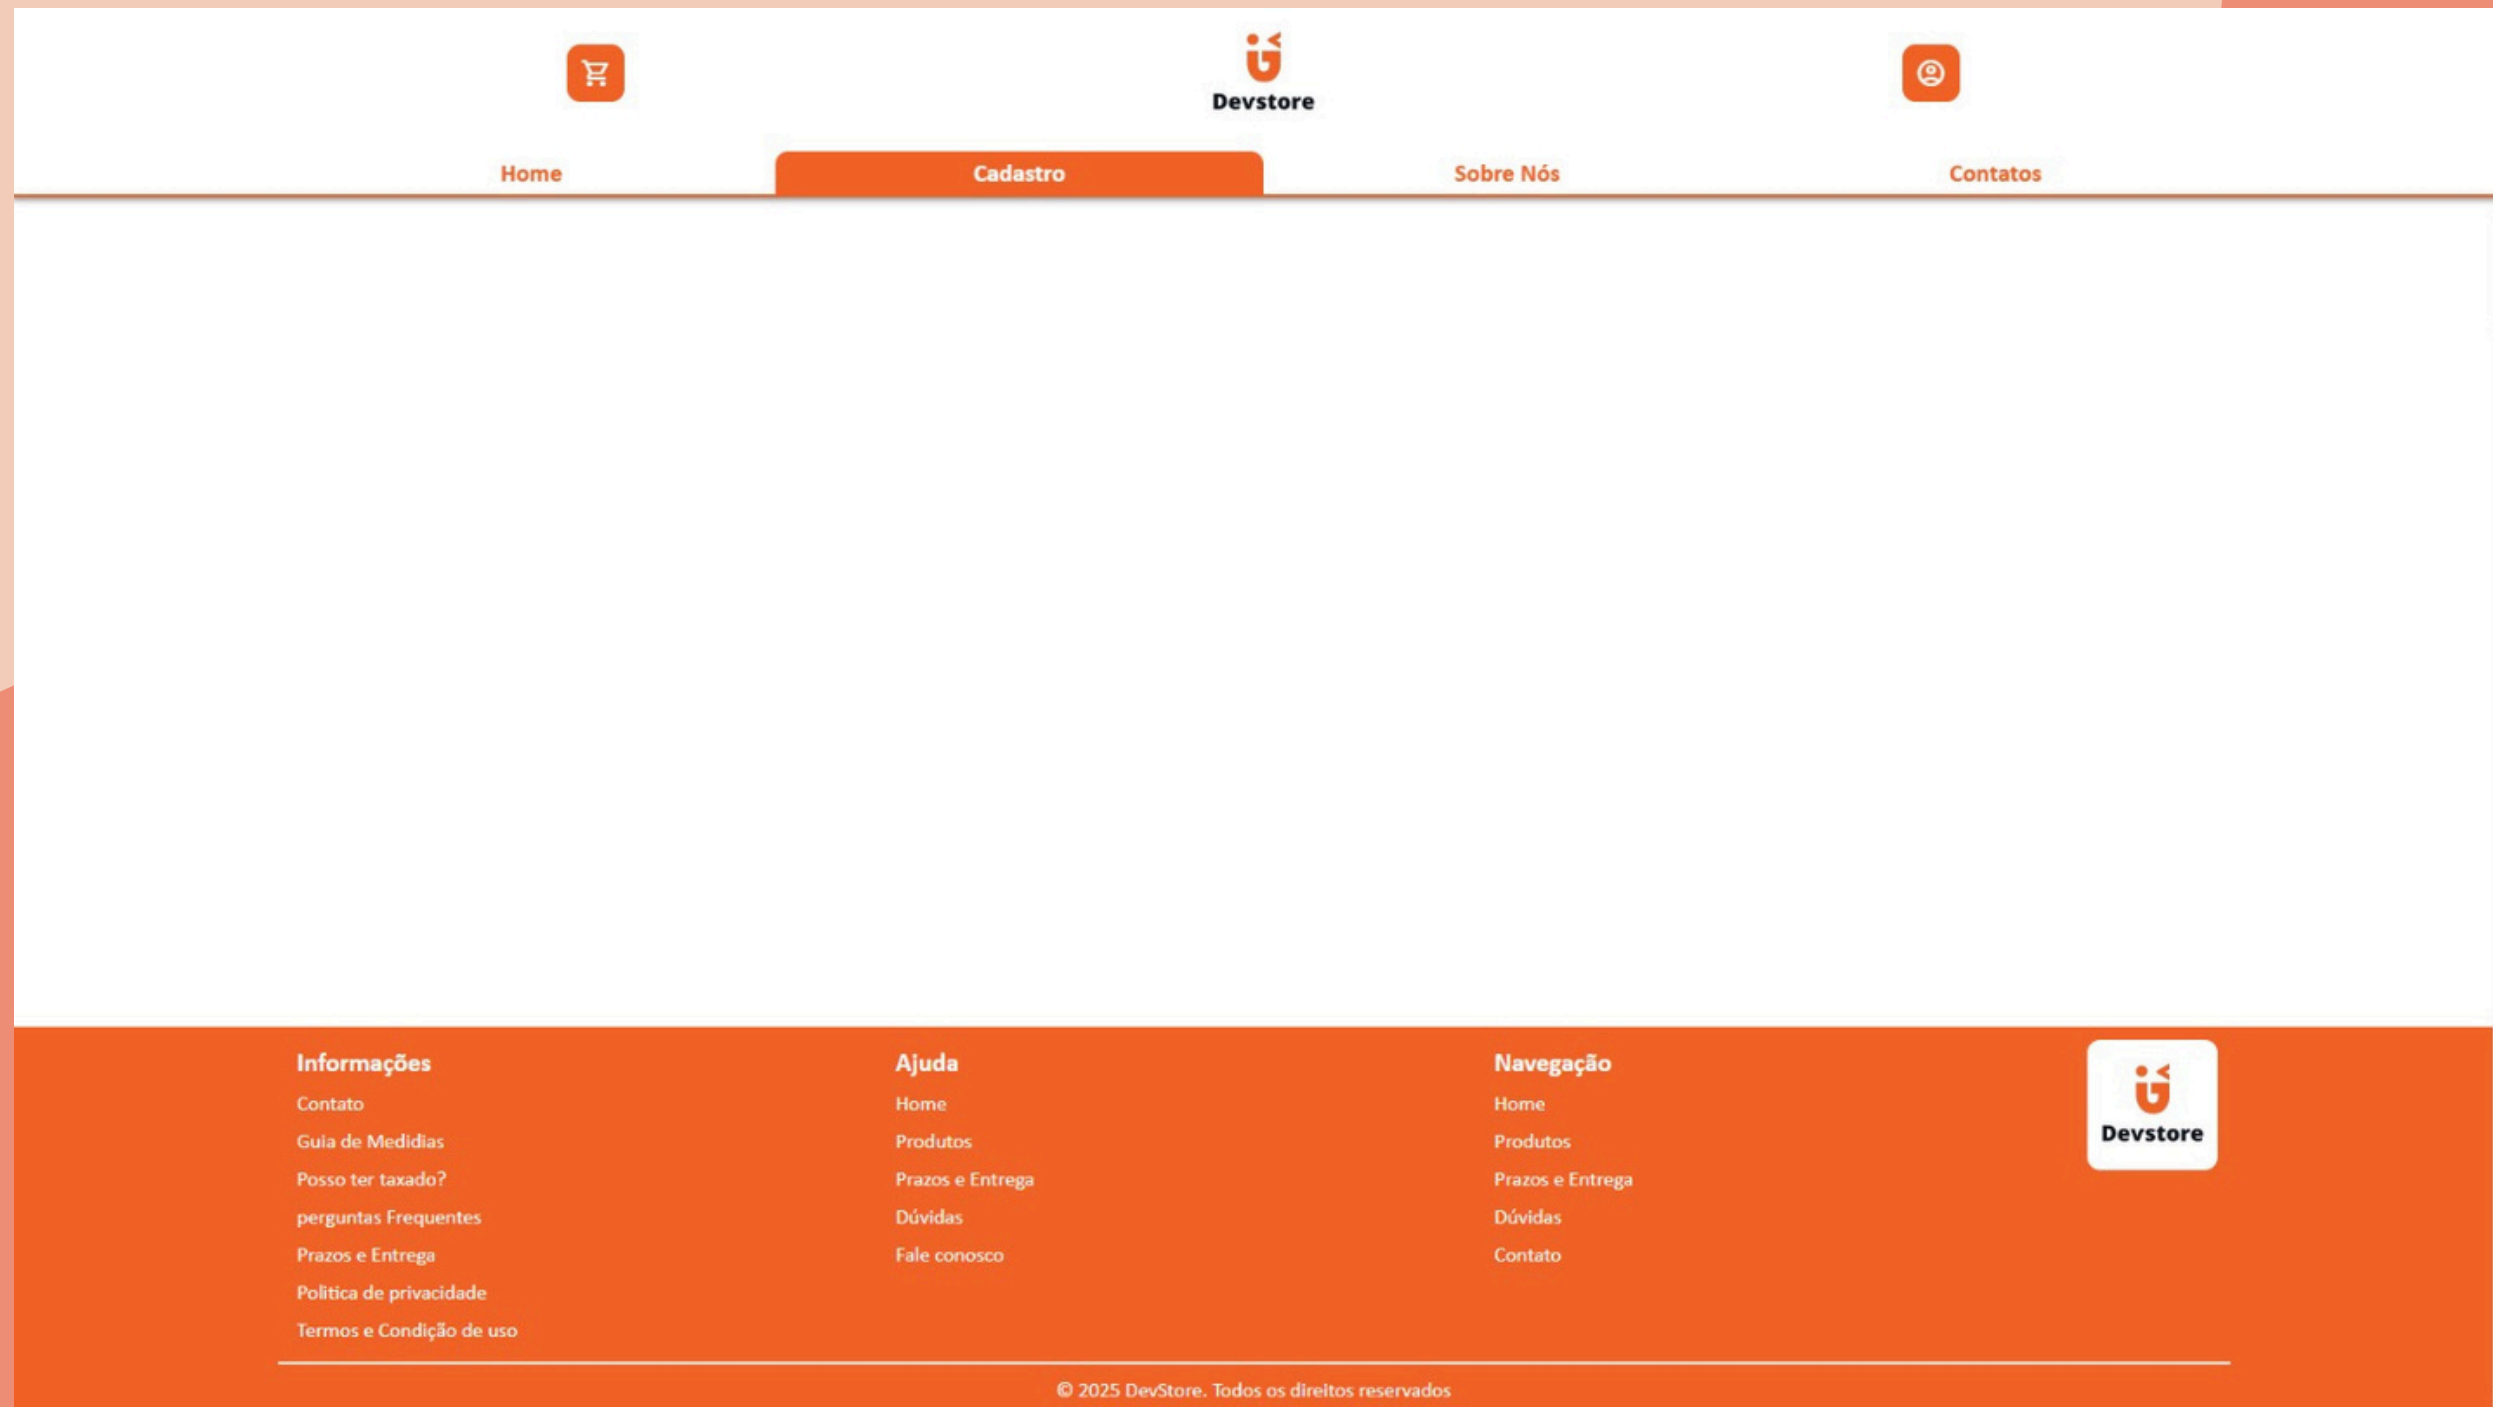 Devstore
Home
Cadastro
Sobre Nós
Contatos
Informações
Contato
Guia de Medidias
Posso ter taxado?
perguntas Frequentes
Prazos e Entrega
Politica de privacidade
Termos e Condição de uso
Ajuda
Home
Produtos
Prazos e Entrega
Dúvidas
Fale conosco
Navegação
Home
Produtos
Prazos e Entrega
Dúvidas
Contato
Devstore
© 2025 DevStore. Todos os direitos reservados